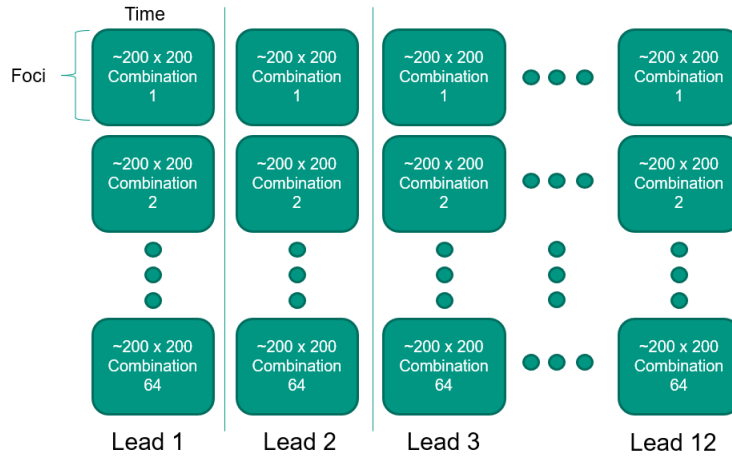 Time
Foci
~200 x 200
Combination
1
~200 x 200
Combination
1
~200 x 200
Combination
1
~200 x 200
Combination
1
~200 x 200
Combination
2
~200 x 200
Combination
2
~200 x 200
Combination
2
~200 x 200
Combination
2
~200 x 200
Combination
64
~200 x 200
Combination
64
~200 x 200
Combination
64
~200 x 200
Combination
64
Lead 1
Lead 2
Lead 3
Lead 12